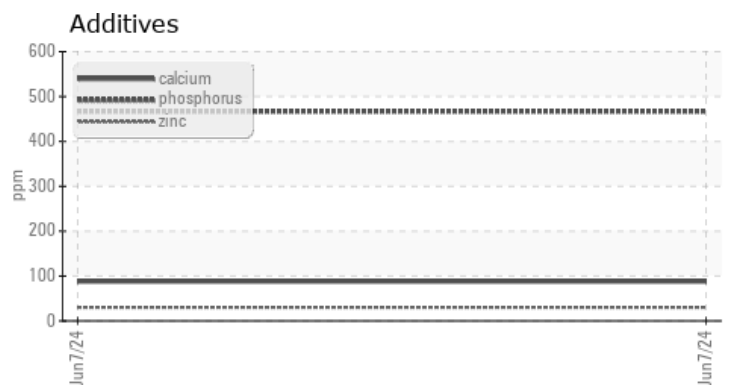 Additives
600
500
400
300
200
100
0
ppm
calcium
phosphorus
zinc
Jun7/24
Jun7/24